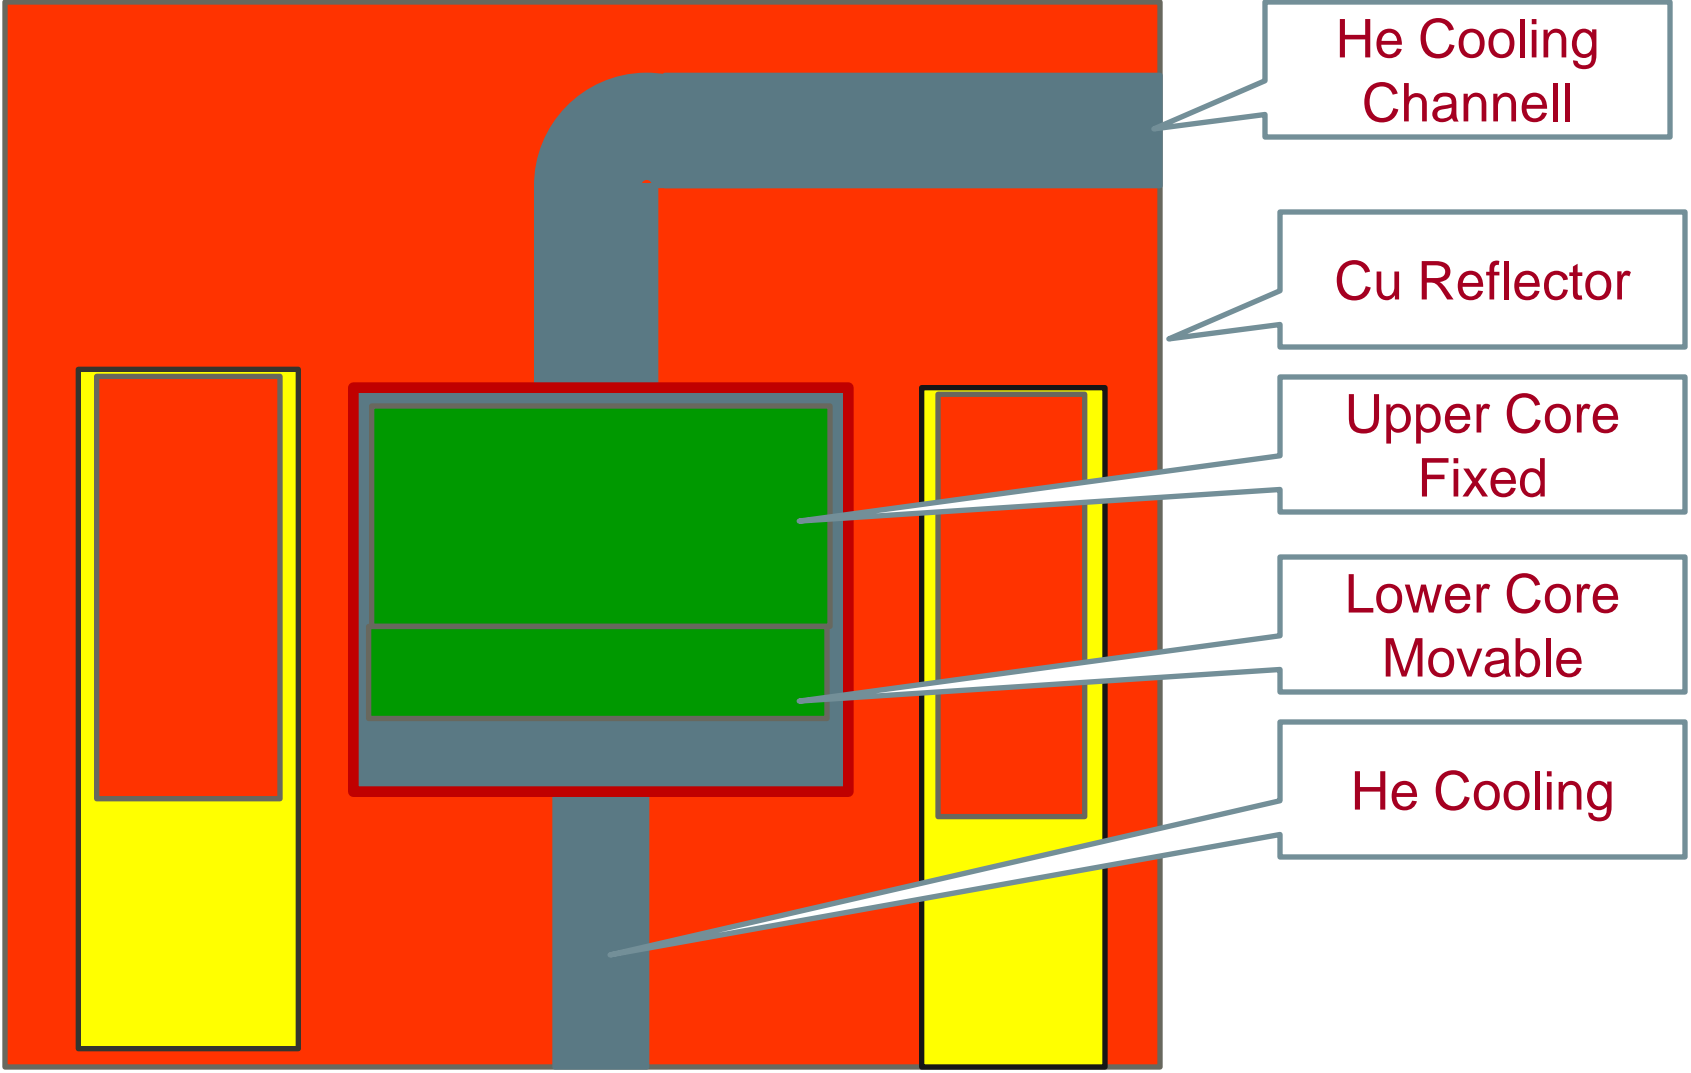 He Cooling
Channell
Cu Reflector
Upper Core
Fixed
Lower Core
Movable
He Cooling